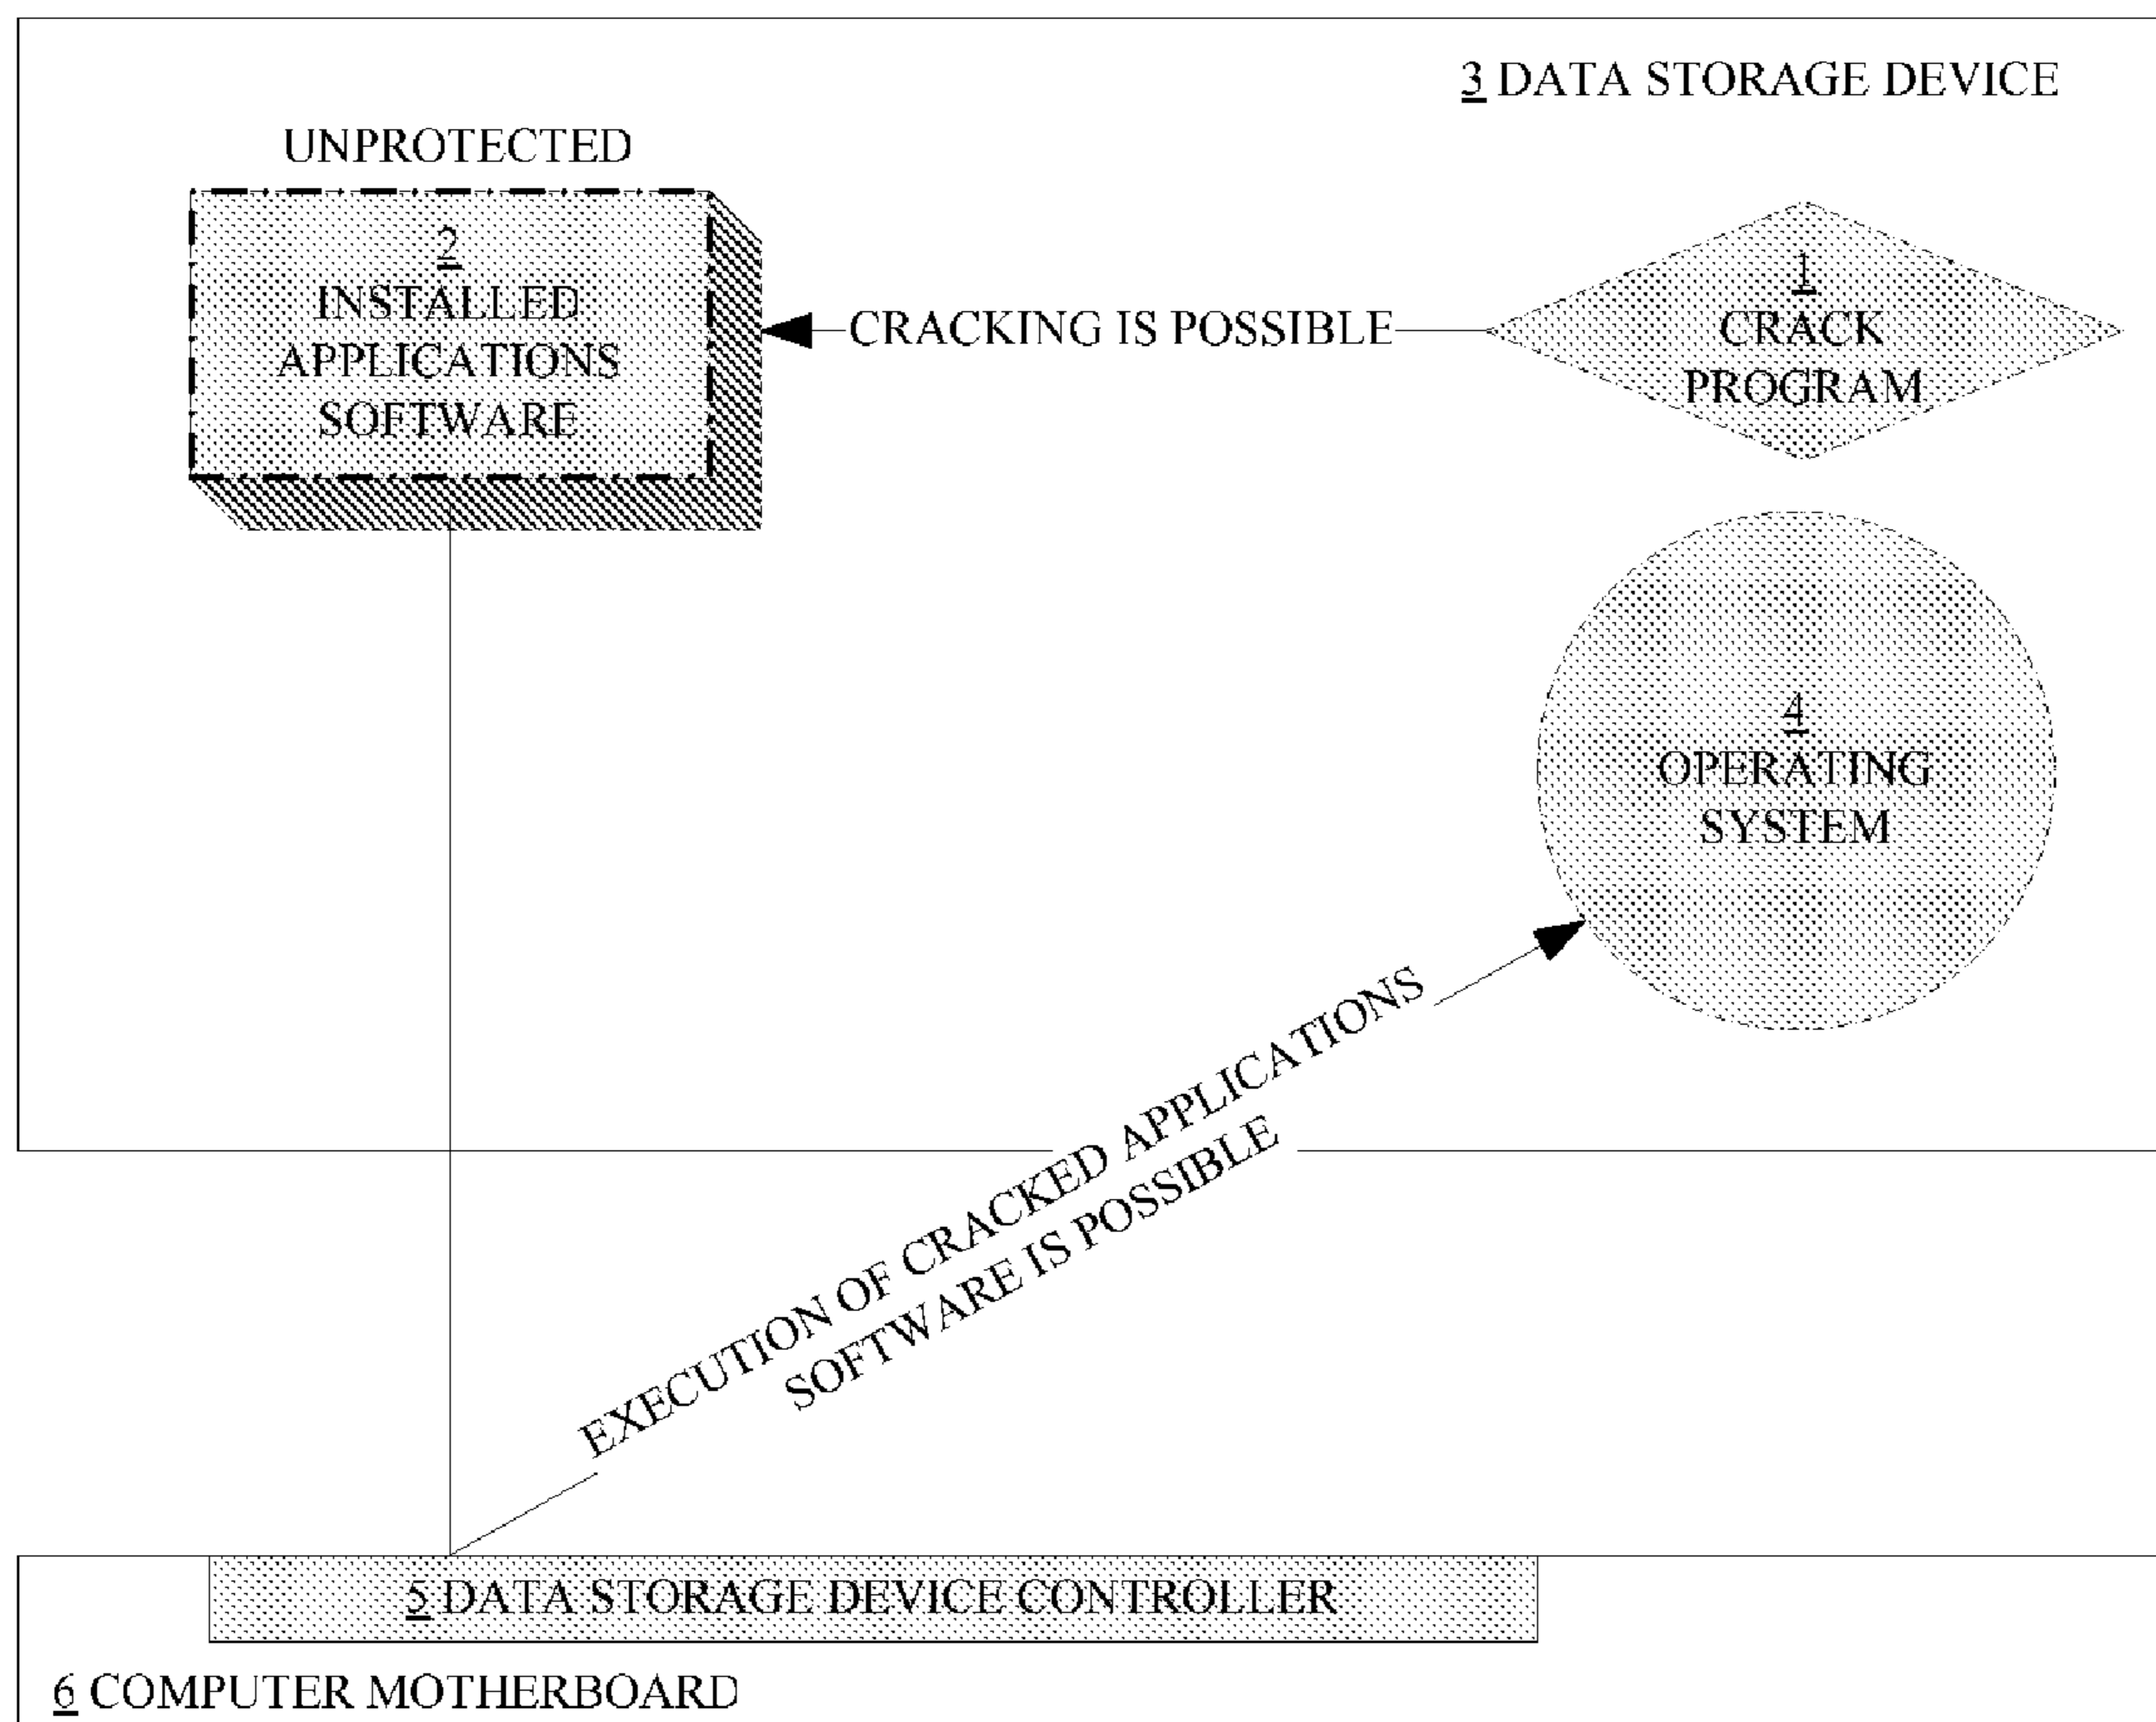 3 DATA STORAGE DEVICE
UNPROTECTED
2
INSTALLED
APPLICATIONS
SOFTWARE
CRACKING IS POSSIBLE
1
CRACK
PROGRAM
4
OPERATING
SYSTEM
EXECUTION OF CRACKED APPLICATIONS
SOFTWARE IS POSSIBLE
5 DATA STORAGE DEVICE CONTROLLER
6 COMPUTER MOTHERBOARD